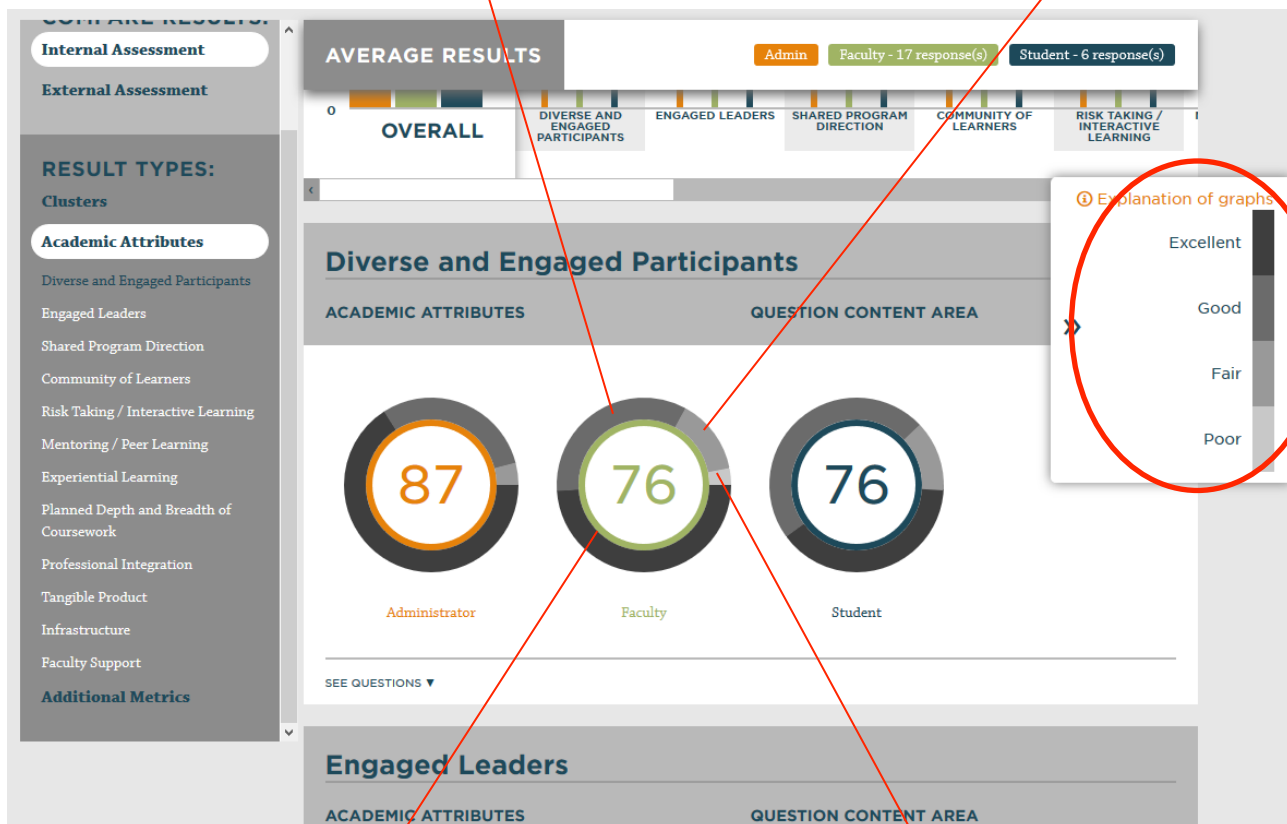 COMPARE RESULTS:
Internal Assessment
External Assessment
RESULT TYPES:
Clusters
Academic Attributes
Diverse and Engaged Participants
Engaged Leaders
Shared Program Direction
Community of Learners
Risk Taking / Interactive Learning
Mentoring / Peer Learning
Experiential Learning
Planned Depth and Breadth of
Coursework
Professional Integration
Tangible Product
Infrastructure
Faculty Support
Additional Metrics
AVERAGE RESULTS
Admin
Faculty - 17 response(s)
Student - 6 response(s)
0
OVERALL
DIVERSE AND
ENGAGED
PARTICIPANTS
ENGAGED LEADERS
SHARED PROGRAM
DIRECTION
COMMUNITY OF
LEARNERS
RISK TAKING /
INTERACTIVE
LEARNING
Explanation of graphs
Excellent
Good
Fair
Poor
Diverse and Engaged Participants
ACADEMIC ATTRIBUTES
QUESTION CONTENT AREA
87
76
76
Administrator
Faculty
Student
SEE QUESTIONS ▼
Engaged Leaders
ACADEMIC ATTRIBUTES
QUESTION CONTENT AREA